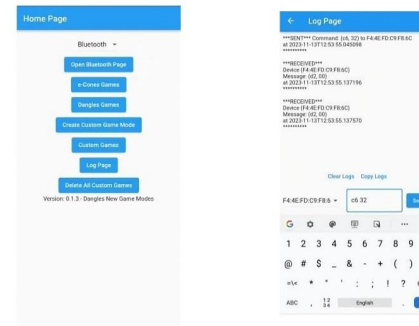 Home Page
Bluetooth
Open Bluetooth Page
e-Cones Games
Dangles Games
Create Custom Game Mode
Custom Games
Log Page
Delete All Custom Games
Version: 0.1.3 - Dangles New Game Modes
Log Page
***SENT*** Command: (c6, 32) to F4:4E:FD:C9:F8:6C
at 2023-11-13T12:53:55.045098
**********
***RECEIVED***
Device (F4:4E:FD:C9:F8:6C)
Message: (d2, 00)
at 2023-11-13T12:53:55.137196
**********
***RECEIVED***
Device (F4:4E:FD:C9:F8:6C)
Message: (d2, 00)
at 2023-11-13T12:53:55.137570
**********
Clear Logs Copy Logs
F4:4E:FD:C9:F8:6 c6 32 Se
G
1 2 3 4 5 6 7 8 9
@ # $ _ & - + ( )
=\< * " ' : ; ! ?
ABC , 12 34 English .